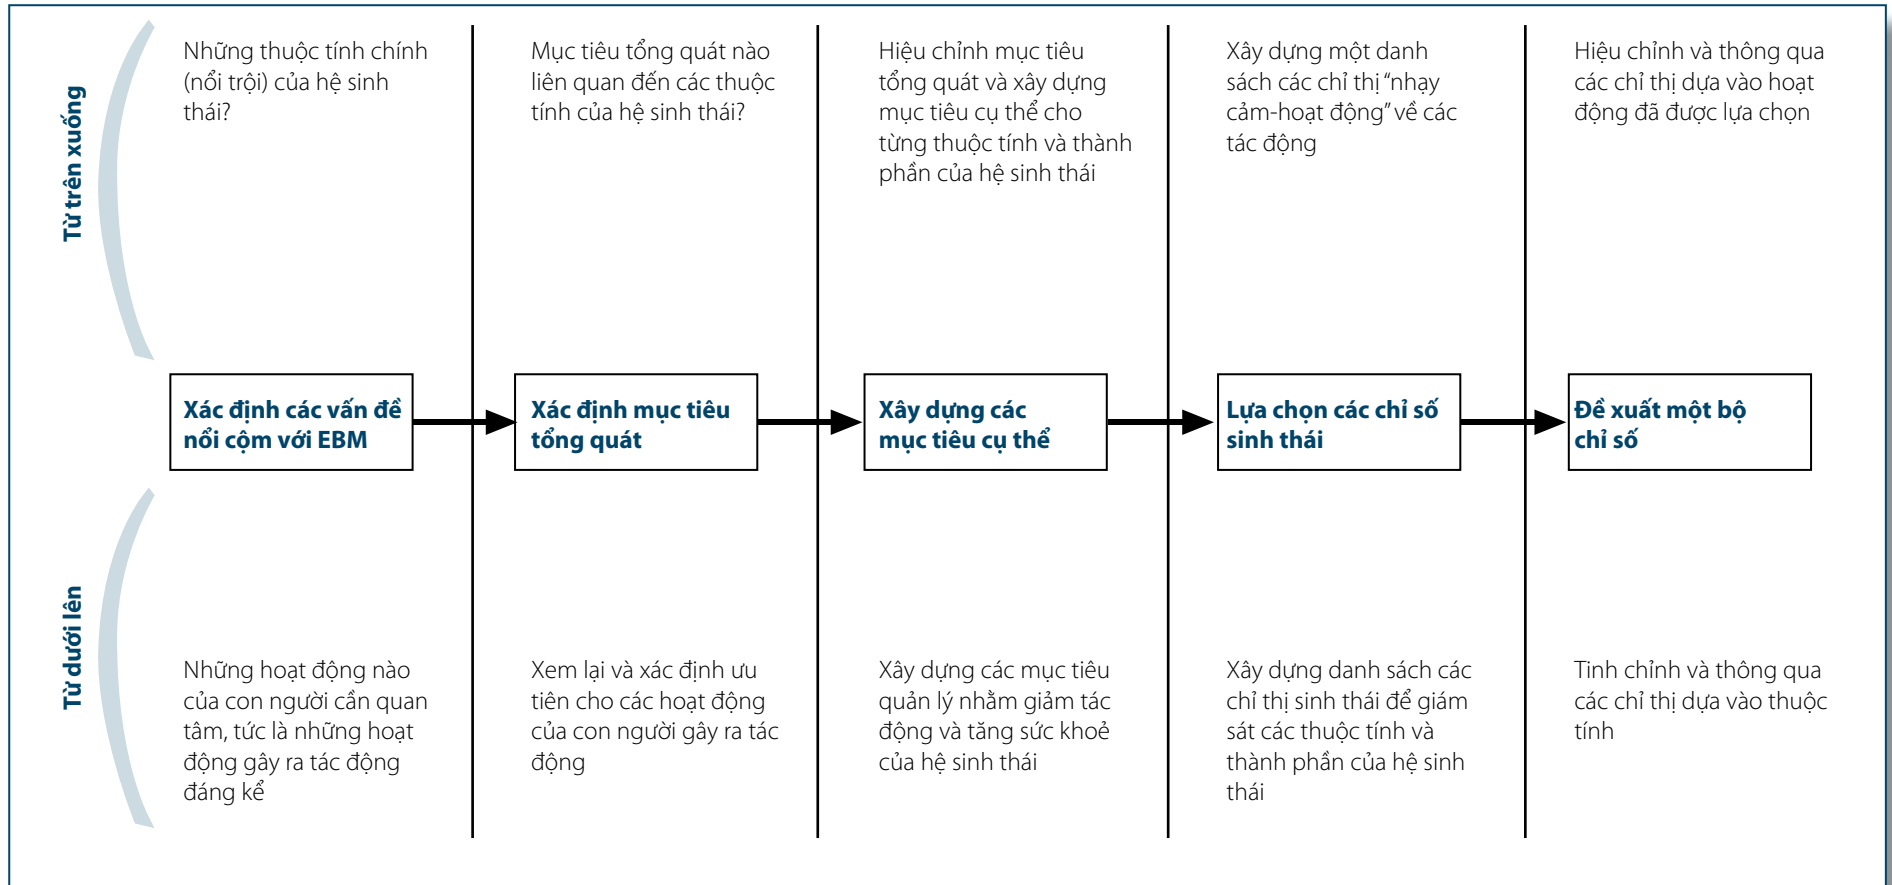 Từ trên xuống
Những thuộc tính chính
(nổi trội) của hệ sinh
thái?
Mục tiêu tổng quát nào
liên quan đến các thuộc
tính của hệ sinh thái?
Hiệu chỉnh mục tiêu
tổng quát và xây dựng
mục tiêu cụ thể cho
từng thuộc tính và thành
phần của hệ sinh thái
Xây dựng một danh
sách các chỉ thị “nhạy
cảm-hoạt động” về các
tác động
Hiệu chỉnh và thông qua
các chỉ thị dựa vào hoạt
động đã được lựa chọn
Xác định các vấn đề
nổi cộm với EBM
Xác định mục tiêu
tổng quát
Xây dựng các
mục tiêu cụ thể
Lựa chọn các chỉ số
sinh thái
Đề xuất một bộ
chỉ số
Từ dưới lên
Những hoạt động nào
của con người cần quan
tâm, tức là những hoạt
động gây ra tác động
đáng kể
Xem lại và xác định ưu
tiên cho các hoạt động
của con người gây ra tác
động
Xây dựng các mục tiêu
quản lý nhằm giảm tác
động và tăng sức khoẻ
của hệ sinh thái
Xây dựng danh sách các
chỉ thị sinh thái để giám
sát các thuộc tính và
thành phần của hệ sinh
thái
Tinh chỉnh và thông qua
các chỉ thị dựa vào thuộc
tính